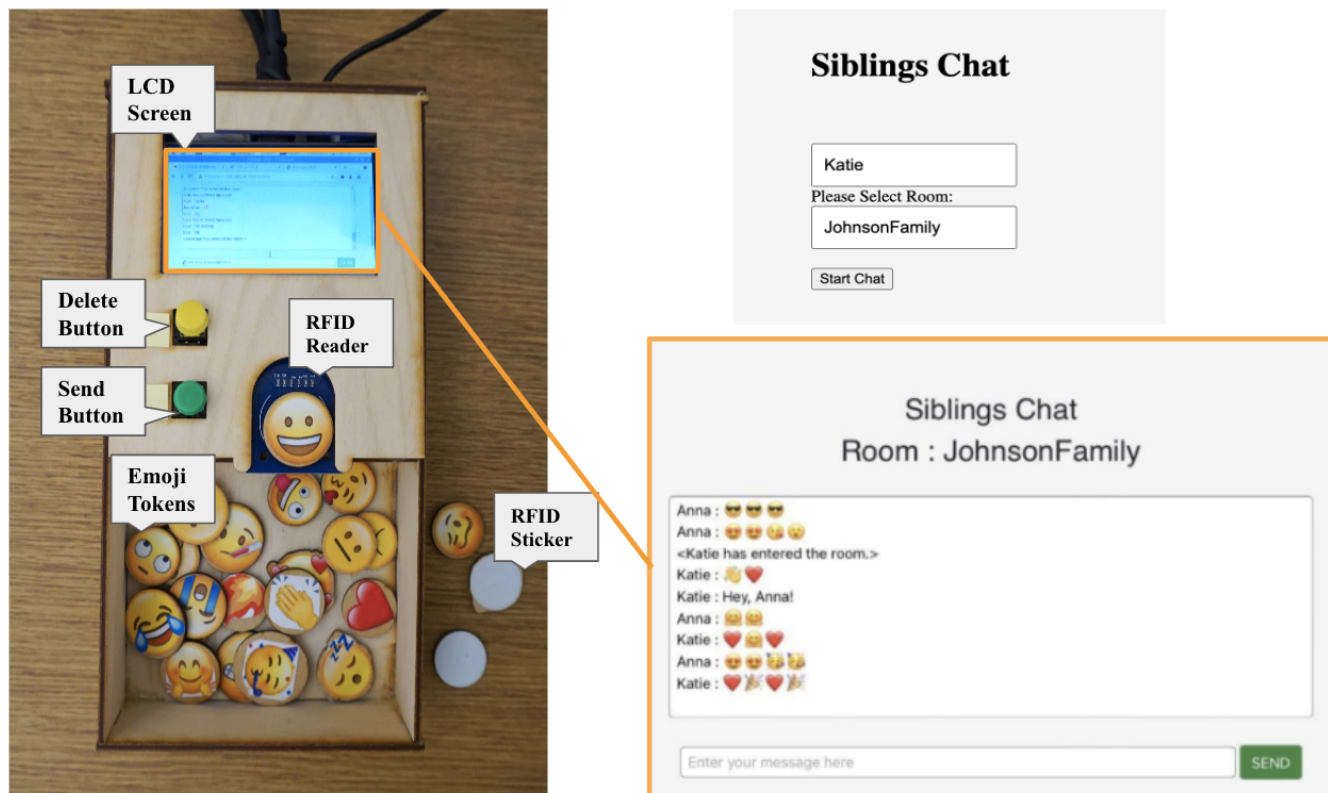 LCD
Screen
Delete
Button
RFID
Reader
Send
Button
Emoji
Tokens
RFID
Sticker
Siblings Chat
Katie
Please Select Room:
JohnsonFamily
Start Chat
Siblings Chat
Room : JohnsonFamily
Anna : 😎 😎 😎
Anna : 😍 😍 😘 😮
<Katie has entered the room.>
Katie : 👋 ❤️
Katie : Hey, Anna!
Anna : 🤗 🤗
Katie : ❤️ 🤗 ❤️
Anna : 😍 😍 🥳 🥳
Katie : ❤️ 🎉 ❤️ 🎉
Enter your message here
SEND